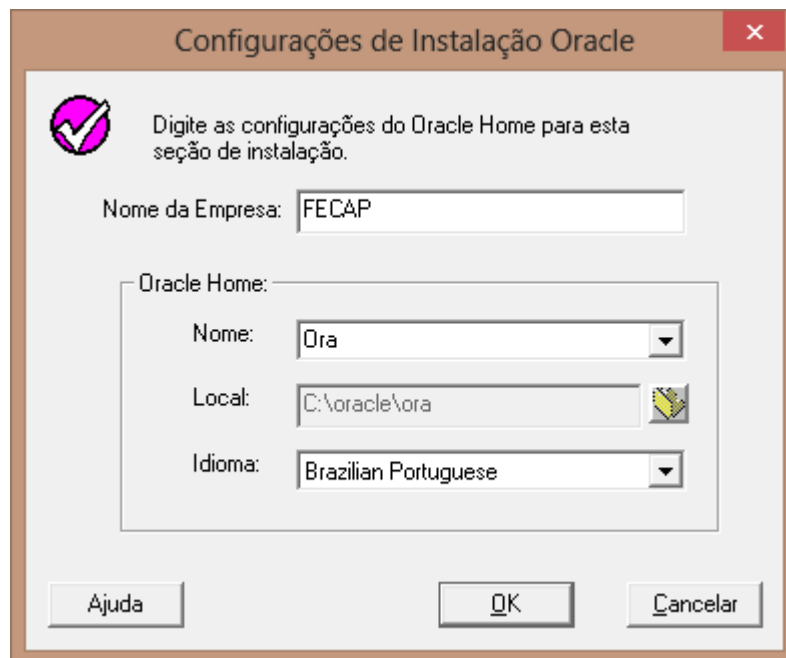 Configurações de Instalação Oracle
Digite as configurações do Oracle Home para esta
seção de instalação.
Nome da Empresa: FECAP
Oracle Home:
Nome: Ora
Local: C:\oracle\ora
Idioma: Brazilian Portuguese
Ajuda OK Cancelar